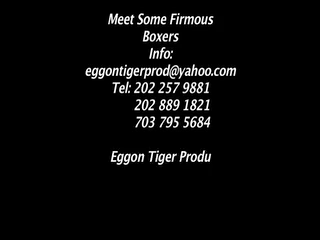 Meet Some Firmous
Boxers
Info:
eggontigerprod@yahoo.com
Tel: 202 257 9881
202 889 1821
703 795 5684
Eggon Tiger Produ